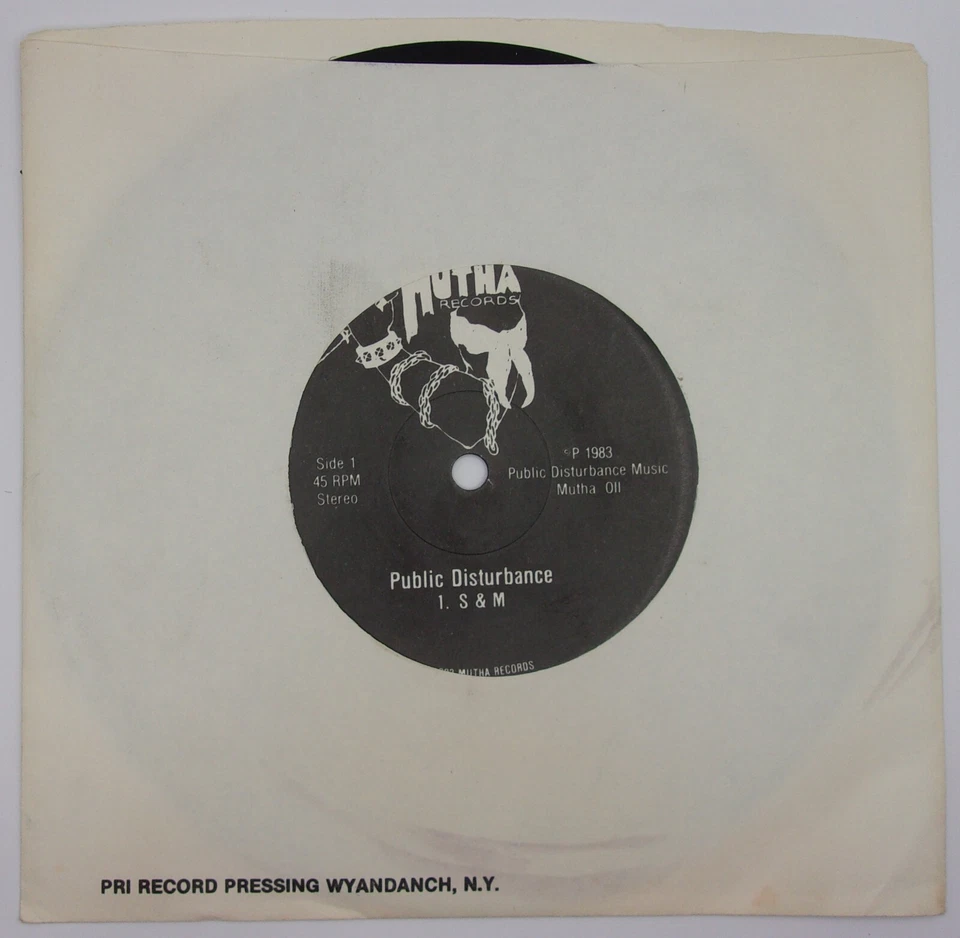 MUTHA
RECORDS
Side 1
45 RPM
Stereo
©P 1983
Public Disturbance Music
Mutha 011
Public Disturbance
1. S & M
MUTHA RECORDS
PRI RECORD PRESSING WYANDANCH, N.Y.